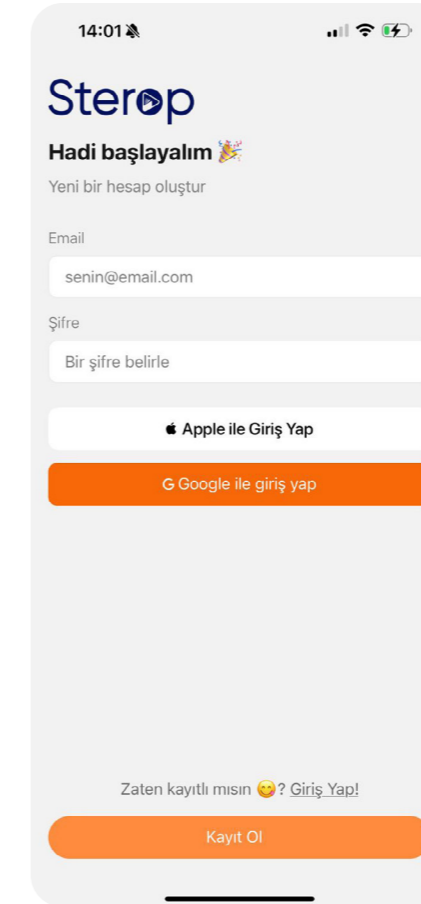 14:01
Sterop
Hadi başlayalım 🎉
Yeni bir hesap oluştur
Email
senin@email.com
Şifre
Bir şifre belirle
Apple ile Giriş Yap
G Google ile giriş yap
Zaten kayıtlı mısın 😋? Giriş Yap!
Kayıt Ol